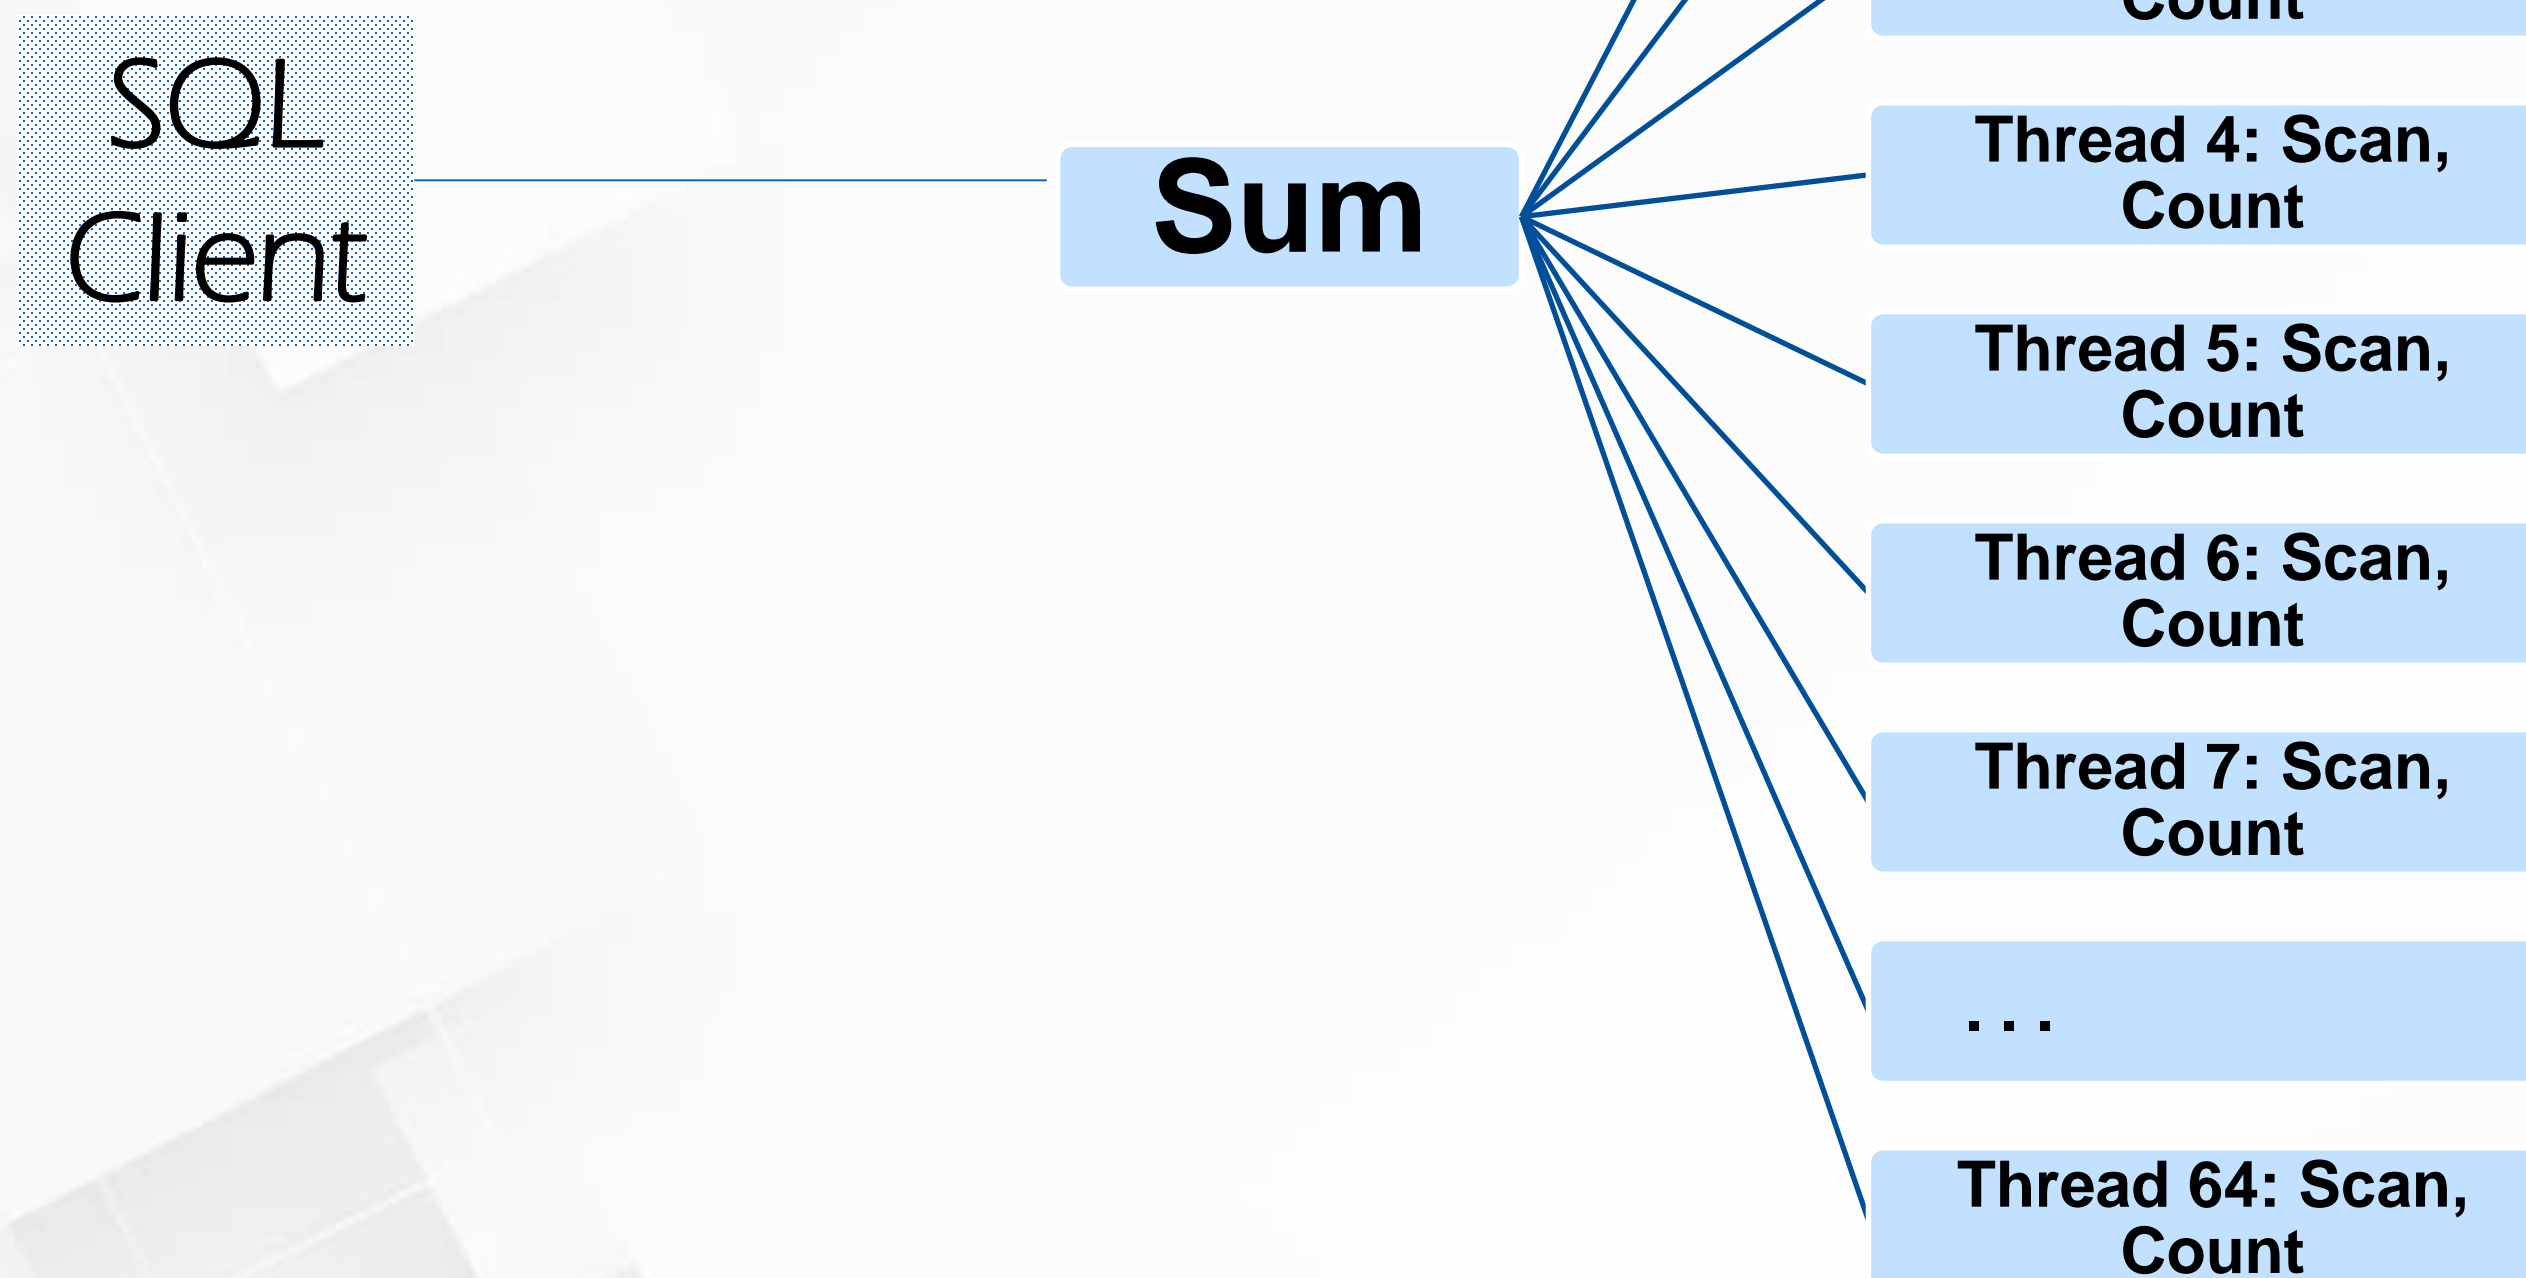 Count
SQL
Client
Sum
Thread 4: Scan,
Count
Thread 5: Scan,
Count
Thread 6: Scan,
Count
Thread 7: Scan,
Count
...
Thread 64: Scan,
Count